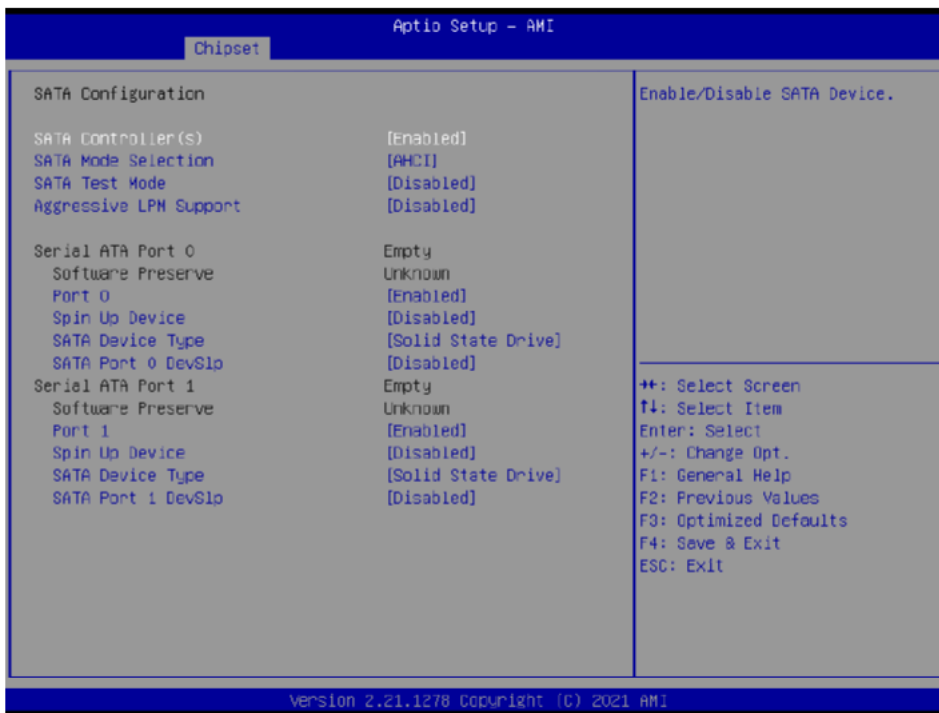 Aptio Setup – AMI
Chipset
SATA Configuration
SATA Controller(s) [Enabled]
SATA Mode Selection [AHCI]
SATA Test Mode [Disabled]
Aggressive LPM Support [Disabled]
Serial ATA Port 0 Empty
Software Preserve Unknown
Port 0 [Enabled]
Spin Up Device [Disabled]
SATA Device Type [Solid State Drive]
SATA Port 0 DevSlp [Disabled]
Serial ATA Port 1 Empty
Software Preserve Unknown
Port 1 [Enabled]
Spin Up Device [Disabled]
SATA Device Type [Solid State Drive]
SATA Port 1 DevSlp [Disabled]
Enable/Disable SATA Device.
→←: Select Screen
↑↓: Select Item
Enter: Select
+/-: Change Opt.
F1: General Help
F2: Previous Values
F3: Optimized Defaults
F4: Save & Exit
ESC: Exit
Version 2.21.1278 Copyright (C) 2021 AMI